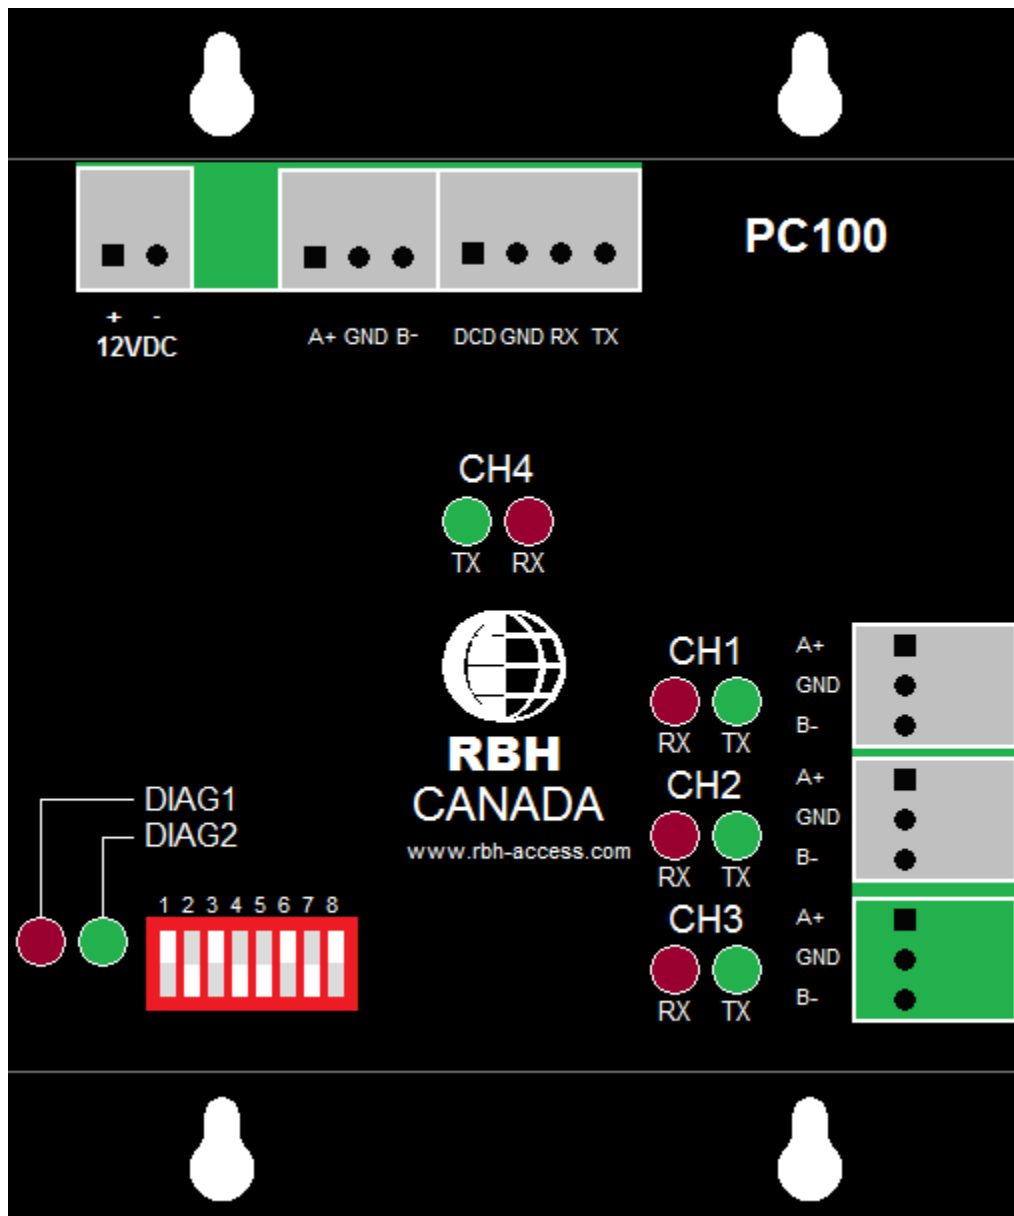 PC100
+ -
12VDC
A+ GND B-
DCD GND RX TX
CH4
TX RX
RBH
CANADA
www.rbh-access.com
CH1
RX TX
A+
GND
B-
CH2
RX TX
A+
GND
B-
CH3
RX TX
A+
GND
B-
DIAG1
DIAG2
1 2 3 4 5 6 7 8